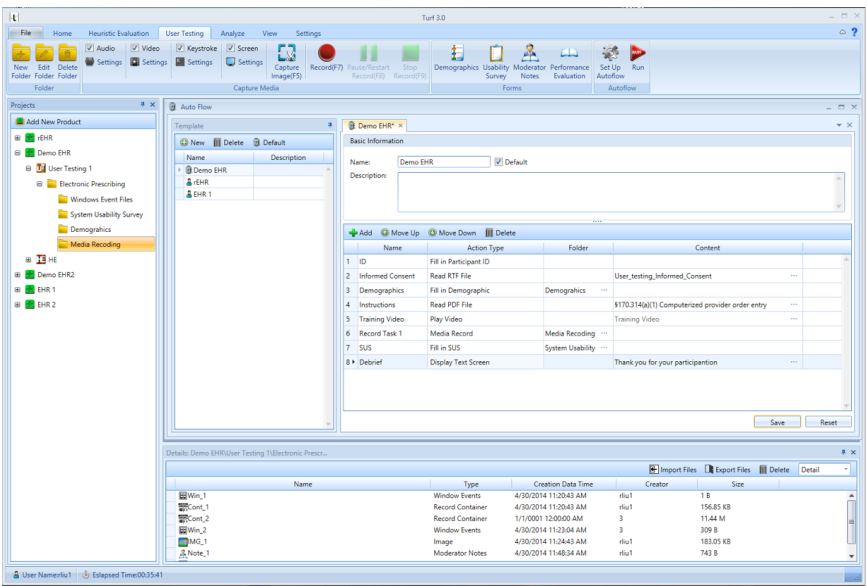 Turf 3.0
File Home Heuristic Evaluation User Testing Analyze View Settings
New Folder Edit Folder Delete Folder
Audio Video Keystroke Screen
Settings Settings Settings Settings
Capture Image(F5) Record(F7) Pause/Restart Record(F8) Stop Record(F9)
Demographics Usability Survey Moderator Notes Performance Evaluation
Set Up Autoflow Run
Folder Capture Media Forms Autoflow
Projects
Add New Product
rEHR
Demo EHR
User Testing 1
Electronic Prescribing
Windows Event Files
System Usability Survey
Demograhics
Media Recoding
HE
Demo EHR2
EHR 1
EHR 2
Auto Flow
Template
New Delete Default
Name Description
Demo EHR
rEHR
EHR 1
Demo EHR*
Basic Information
Name: Demo EHR Default
Description:
Add Move Up Move Down Delete
Name Action Type Folder Content
1 ID Fill in Participant ID
2 Informed Consent Read RTF File User_testing_Informed_Consent ...
3 Demographics Fill in Demographic Demograhics ...
4 Instructions Read PDF File §170.314(a)(1) Computerized provider order entry ...
5 Training Video Play Video Training Video ...
6 Record Task 1 Media Record Media Recoding ...
7 SUS Fill in SUS System Usability ...
8 Debrief Display Text Screen Thank you for your participantion ...
Save Reset
Details: Demo EHR\User Testing 1\Electronic Prescr...
Import Files Export Files Delete Detail
Name Type Creation Data Time Creator Size
Win_1 Window Events 4/30/2014 11:20:43 AM rliu1 1 B
Cont_1 Record Container 4/30/2014 11:20:43 AM rliu1 156.85 KB
Cont_2 Record Container 1/1/0001 12:00:00 AM 3 11.44 M
Win_2 Window Events 4/30/2014 11:23:04 AM 3 309 B
IMG_1 Image 4/30/2014 11:24:43 AM rliu1 183.05 KB
Note_1 Moderator Notes 4/30/2014 11:48:34 AM rliu1 743 B
User Name:rliu1 Eslapsed Time:00:35:41